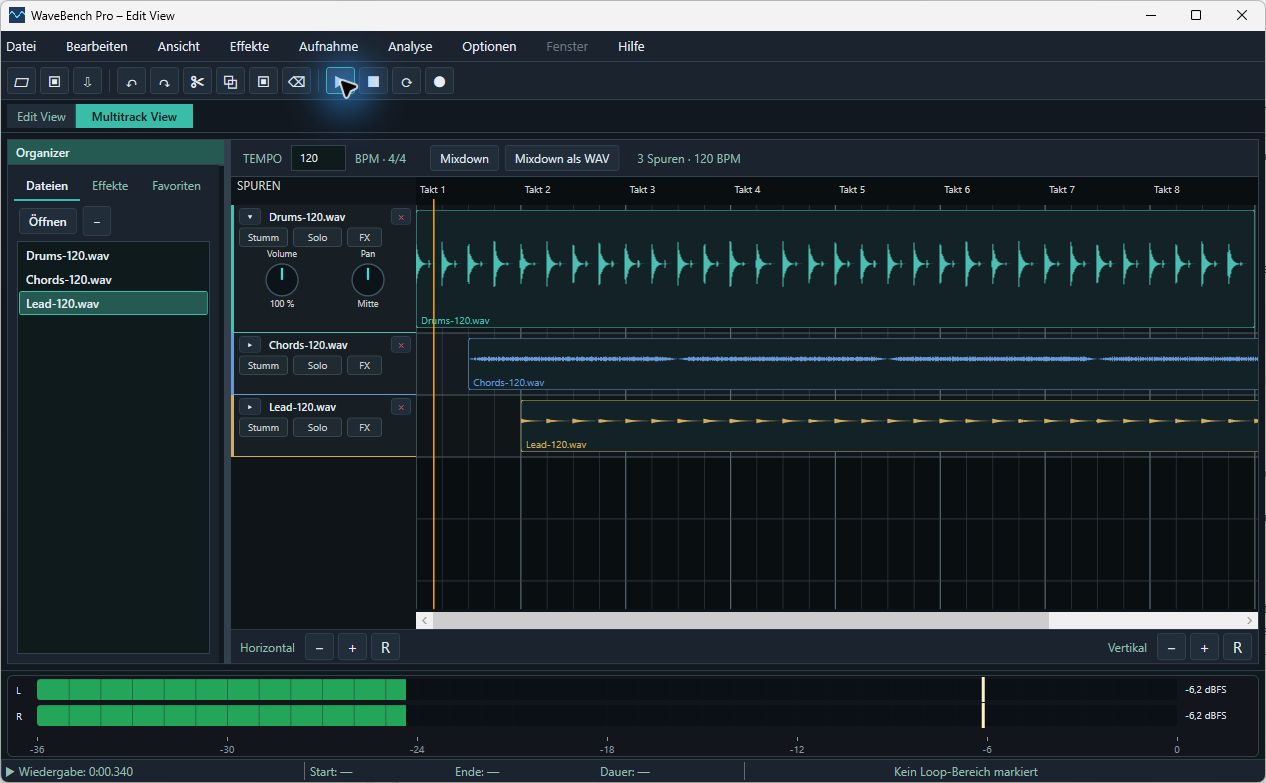 WaveBench Pro – Edit View
Datei Bearbeiten Ansicht Effekte Aufnahme Analyse Optionen Fenster Hilfe
Edit View Multitrack View
Organizer
Dateien Effekte Favoriten
Öffnen –
Drums-120.wav
Chords-120.wav
Lead-120.wav
TEMPO 120 BPM · 4/4 Mixdown Mixdown als WAV 3 Spuren · 120 BPM
SPUREN Takt 1 Takt 2 Takt 3 Takt 4 Takt 5 Takt 6 Takt 7 Takt 8
Drums-120.wav
Stumm Solo FX
Volume Pan
100 % Mitte
Drums-120.wav
Chords-120.wav
Stumm Solo FX
Chords-120.wav
Lead-120.wav
Stumm Solo FX
Lead-120.wav
Horizontal – + R Vertikal – + R
L -6,2 dBFS
R -6,2 dBFS
-36 -30 -24 -18 -12 -6 0
Wiedergabe: 0:00.340 Start: — Ende: — Dauer: — Kein Loop-Bereich markiert